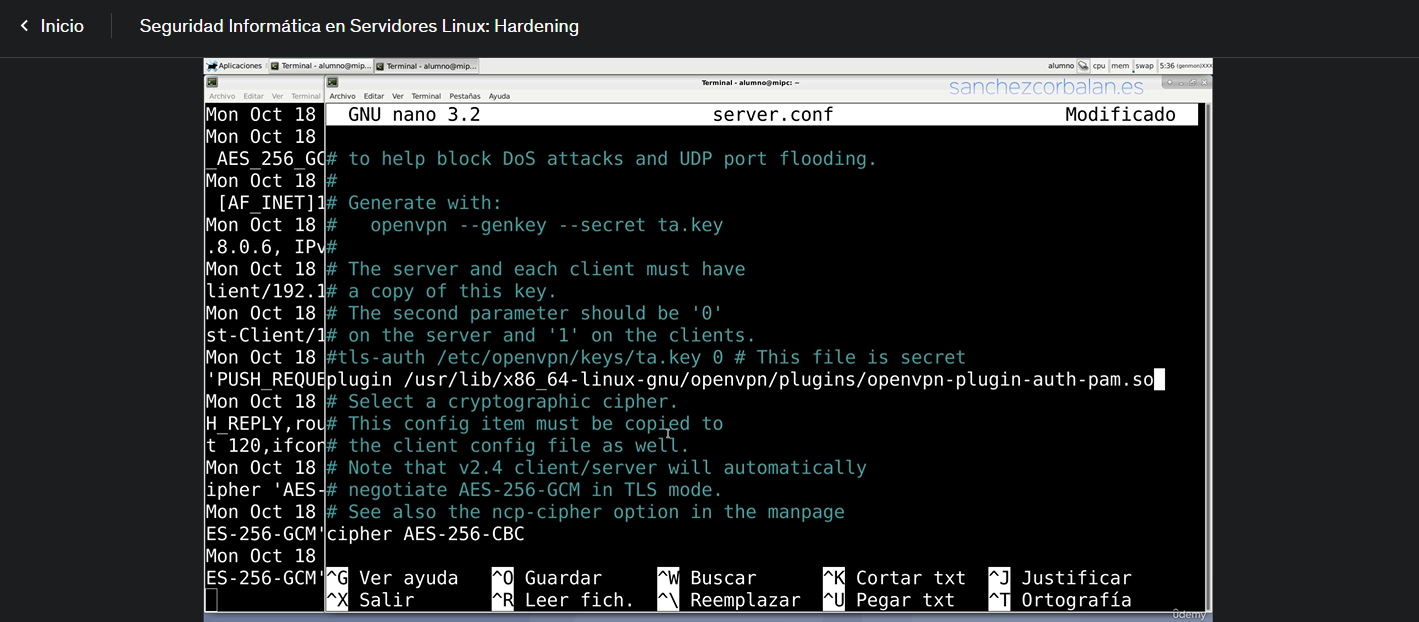 Inicio
Seguridad Informática en Servidores Linux: Hardening
Aplicaciones
Terminal - alumno@mip...
Terminal - alumno@mip...
alumno
cpu
mem
swap
5:36
Terminal - alumno@mipc: ~
sanchezcorbalan.es
Archivo Editar Ver Terminal
Archivo Editar Ver Terminal Pestañas Ayuda
Mon Oct 18
Mon Oct 18
_AES_256_GC
Mon Oct 18
[AF_INET]1
Mon Oct 18
.8.0.6, IPv
Mon Oct 18
lient/192.1
Mon Oct 18
st-Client/1
Mon Oct 18
'PUSH_REQUE
Mon Oct 18
H_REPLY,rou
t 120,ifcon
Mon Oct 18
ipher 'AES-
Mon Oct 18
ES-256-GCM'
Mon Oct 18
ES-256-GCM'
GNU nano 3.2 server.conf Modificado
# to help block DoS attacks and UDP port flooding.
#
# Generate with:
#   openvpn --genkey --secret ta.key
#
# The server and each client must have
# a copy of this key.
# The second parameter should be '0'
# on the server and '1' on the clients.
#tls-auth /etc/openvpn/keys/ta.key 0 # This file is secret
plugin /usr/lib/x86_64-linux-gnu/openvpn/plugins/openvpn-plugin-auth-pam.so
# Select a cryptographic cipher.
# This config item must be copied to
# the client config file as well.
# Note that v2.4 client/server will automatically
# negotiate AES-256-GCM in TLS mode.
# See also the ncp-cipher option in the manpage
cipher AES-256-CBC
^G Ver ayuda ^O Guardar ^W Buscar ^K Cortar txt ^J Justificar
^X Salir ^R Leer fich. ^\ Reemplazar ^U Pegar txt ^T Ortografía
ûdemy